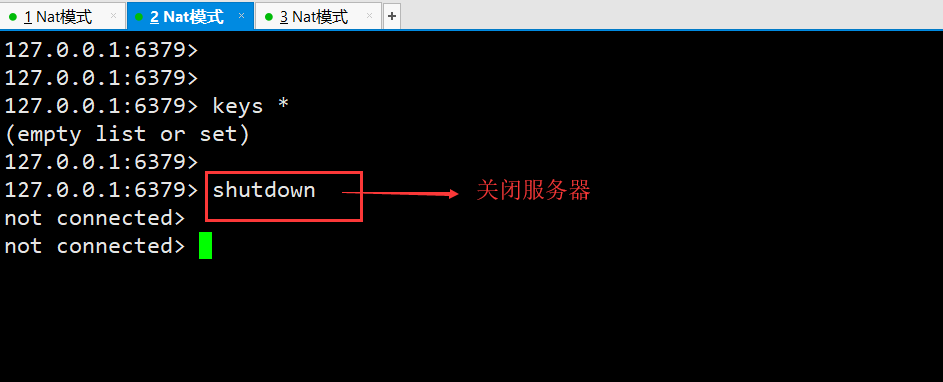 1 Nat模式 × 2 Nat模式 × 3 Nat模式 × +
127.0.0.1:6379>
127.0.0.1:6379>
127.0.0.1:6379> keys *
(empty list or set)
127.0.0.1:6379>
127.0.0.1:6379> shutdown 关闭服务器
not connected>
not connected>